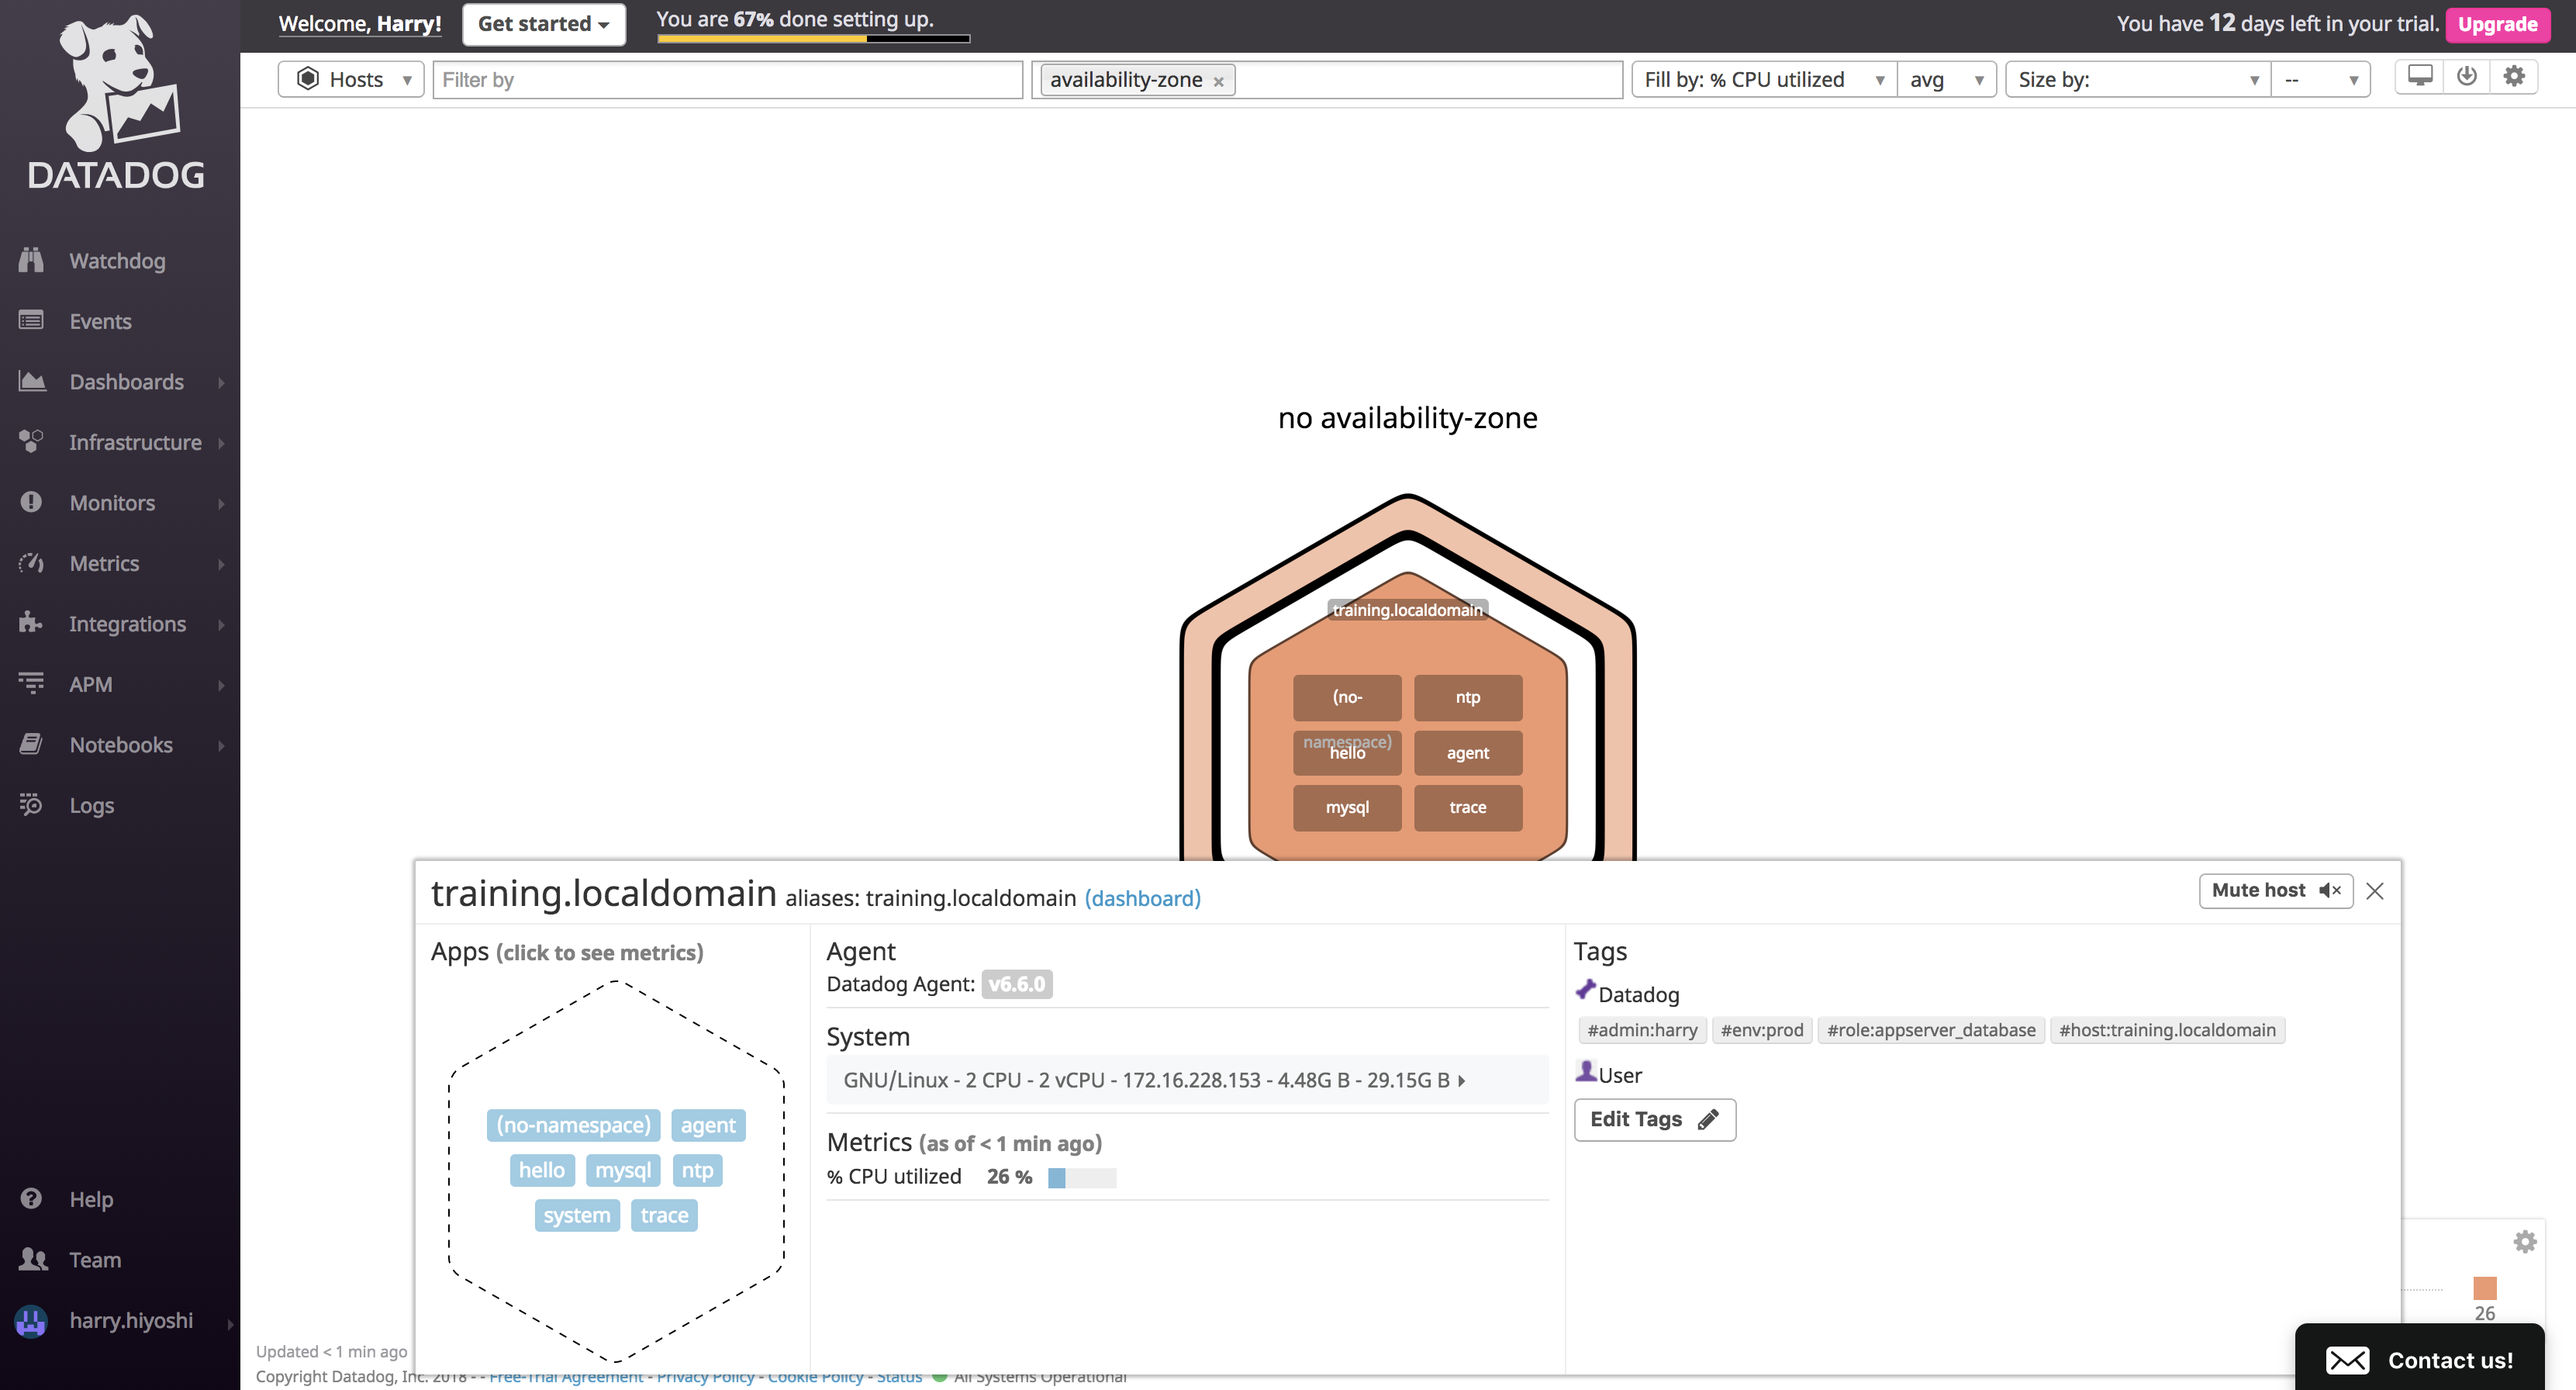 Welcome, Harry!
Get started
You are 67% done setting up.
You have 12 days left in your trial.
Upgrade
DATADOG
Hosts
Filter by
availability-zone ×
Fill by: % CPU utilized
avg
Size by:
--
Watchdog
Events
Dashboards
Infrastructure
Monitors
Metrics
Integrations
APM
Notebooks
Logs
Help
Team
harry.hiyoshi
no availability-zone
training.localdomain
(no-
namespace)
ntp
hello
agent
mysql
trace
training.localdomain aliases: training.localdomain (dashboard)
Mute host
Apps (click to see metrics)
(no-namespace) agent
hello mysql ntp
system trace
Agent
Datadog Agent: v6.6.0
System
GNU/Linux - 2 CPU - 2 vCPU - 172.16.228.153 - 4.48G B - 29.15G B
Metrics (as of < 1 min ago)
% CPU utilized 26 %
Tags
Datadog
#admin:harry #env:prod #role:appserver_database #host:training.localdomain
User
Edit Tags
26
Updated < 1 min ago
Copyright Datadog, Inc. 2018 - - Free-Trial Agreement - Privacy Policy - Cookie Policy - Status All Systems Operational
Contact us!